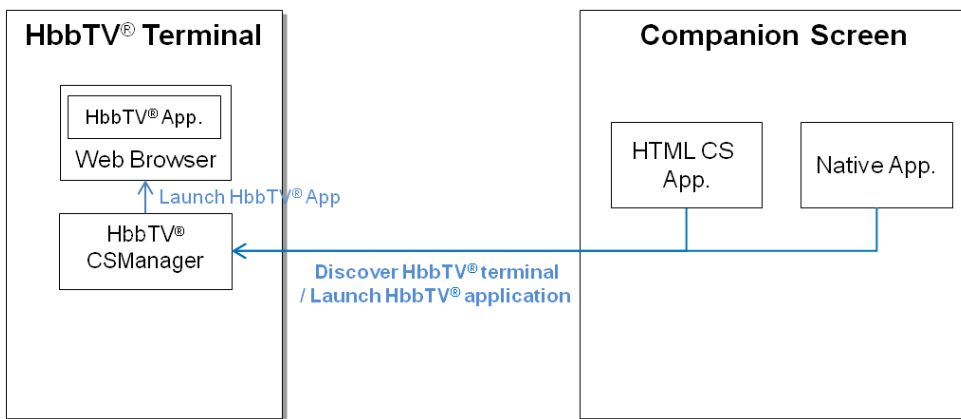 HbbTV® Terminal
HbbTV® App.
Web Browser
Launch HbbTV® App
HbbTV®
CSManager
Discover HbbTV® terminal
/ Launch HbbTV® application
Companion Screen
HTML CS
App.
Native App.